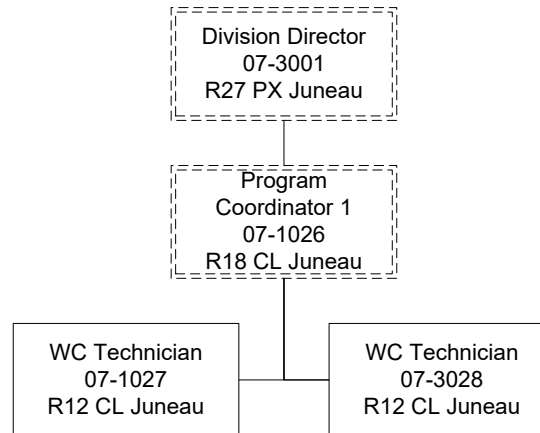 Division Director
07-3001
R27 PX Juneau
Program
Coordinator 1
07-1026
R18 CL Juneau
WC Technician
07-1027
R12 CL Juneau
WC Technician
07-3028
R12 CL Juneau